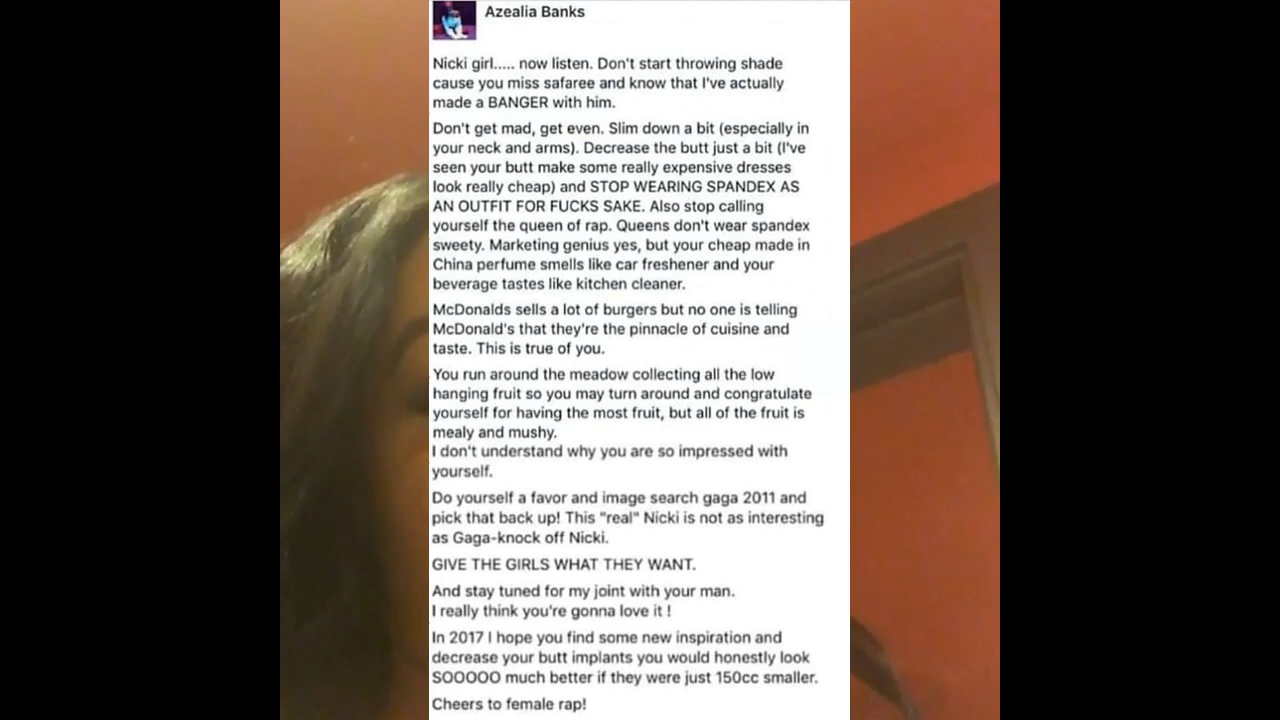 Azealia Banks
Nicki girl..... now listen. Don't start throwing shade
cause you miss safaree and know that I've actually
made a BANGER with him.
Don't get mad, get even. Slim down a bit (especially in
your neck and arms). Decrease the butt just a bit (I've
seen your butt make some really expensive dresses
look really cheap) and STOP WEARING SPANDEX AS
AN OUTFIT FOR FUCKS SAKE. Also stop calling
yourself the queen of rap. Queens don't wear spandex
sweety. Marketing genius yes, but your cheap made in
China perfume smells like car freshener and your
beverage tastes like kitchen cleaner.
McDonalds sells a lot of burgers but no one is telling
McDonald's that they're the pinnacle of cuisine and
taste. This is true of you.
You run around the meadow collecting all the low
hanging fruit so you may turn around and congratulate
yourself for having the most fruit, but all of the fruit is
mealy and mushy.
I don't understand why you are so impressed with
yourself.
Do yourself a favor and image search gaga 2011 and
pick that back up! This "real" Nicki is not as interesting
as Gaga-knock off Nicki.
GIVE THE GIRLS WHAT THEY WANT.
And stay tuned for my joint with your man.
I really think you're gonna love it !
In 2017 I hope you find some new inspiration and
decrease your butt implants you would honestly look
SOOOOO much better if they were just 150cc smaller.
Cheers to female rap!